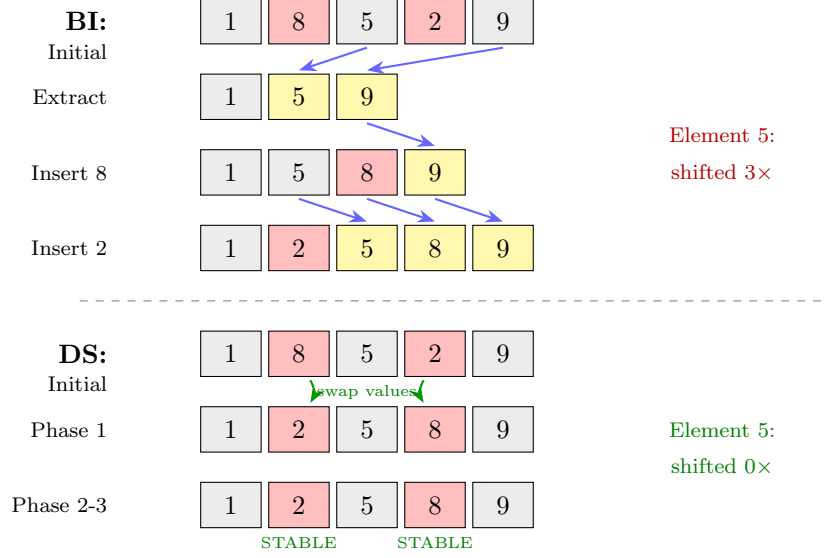 BI: 1 8 5 2 9
Initial
Extract 1 5 9
Element 5:
shifted 3×
Insert 8 1 5 8 9
Insert 2 1 2 5 8 9
DS: 1 8 5 2 9
Initial
swap values
Phase 1 1 2 5 8 9
Element 5:
shifted 0×
Phase 2-3 1 2 5 8 9
STABLE STABLE